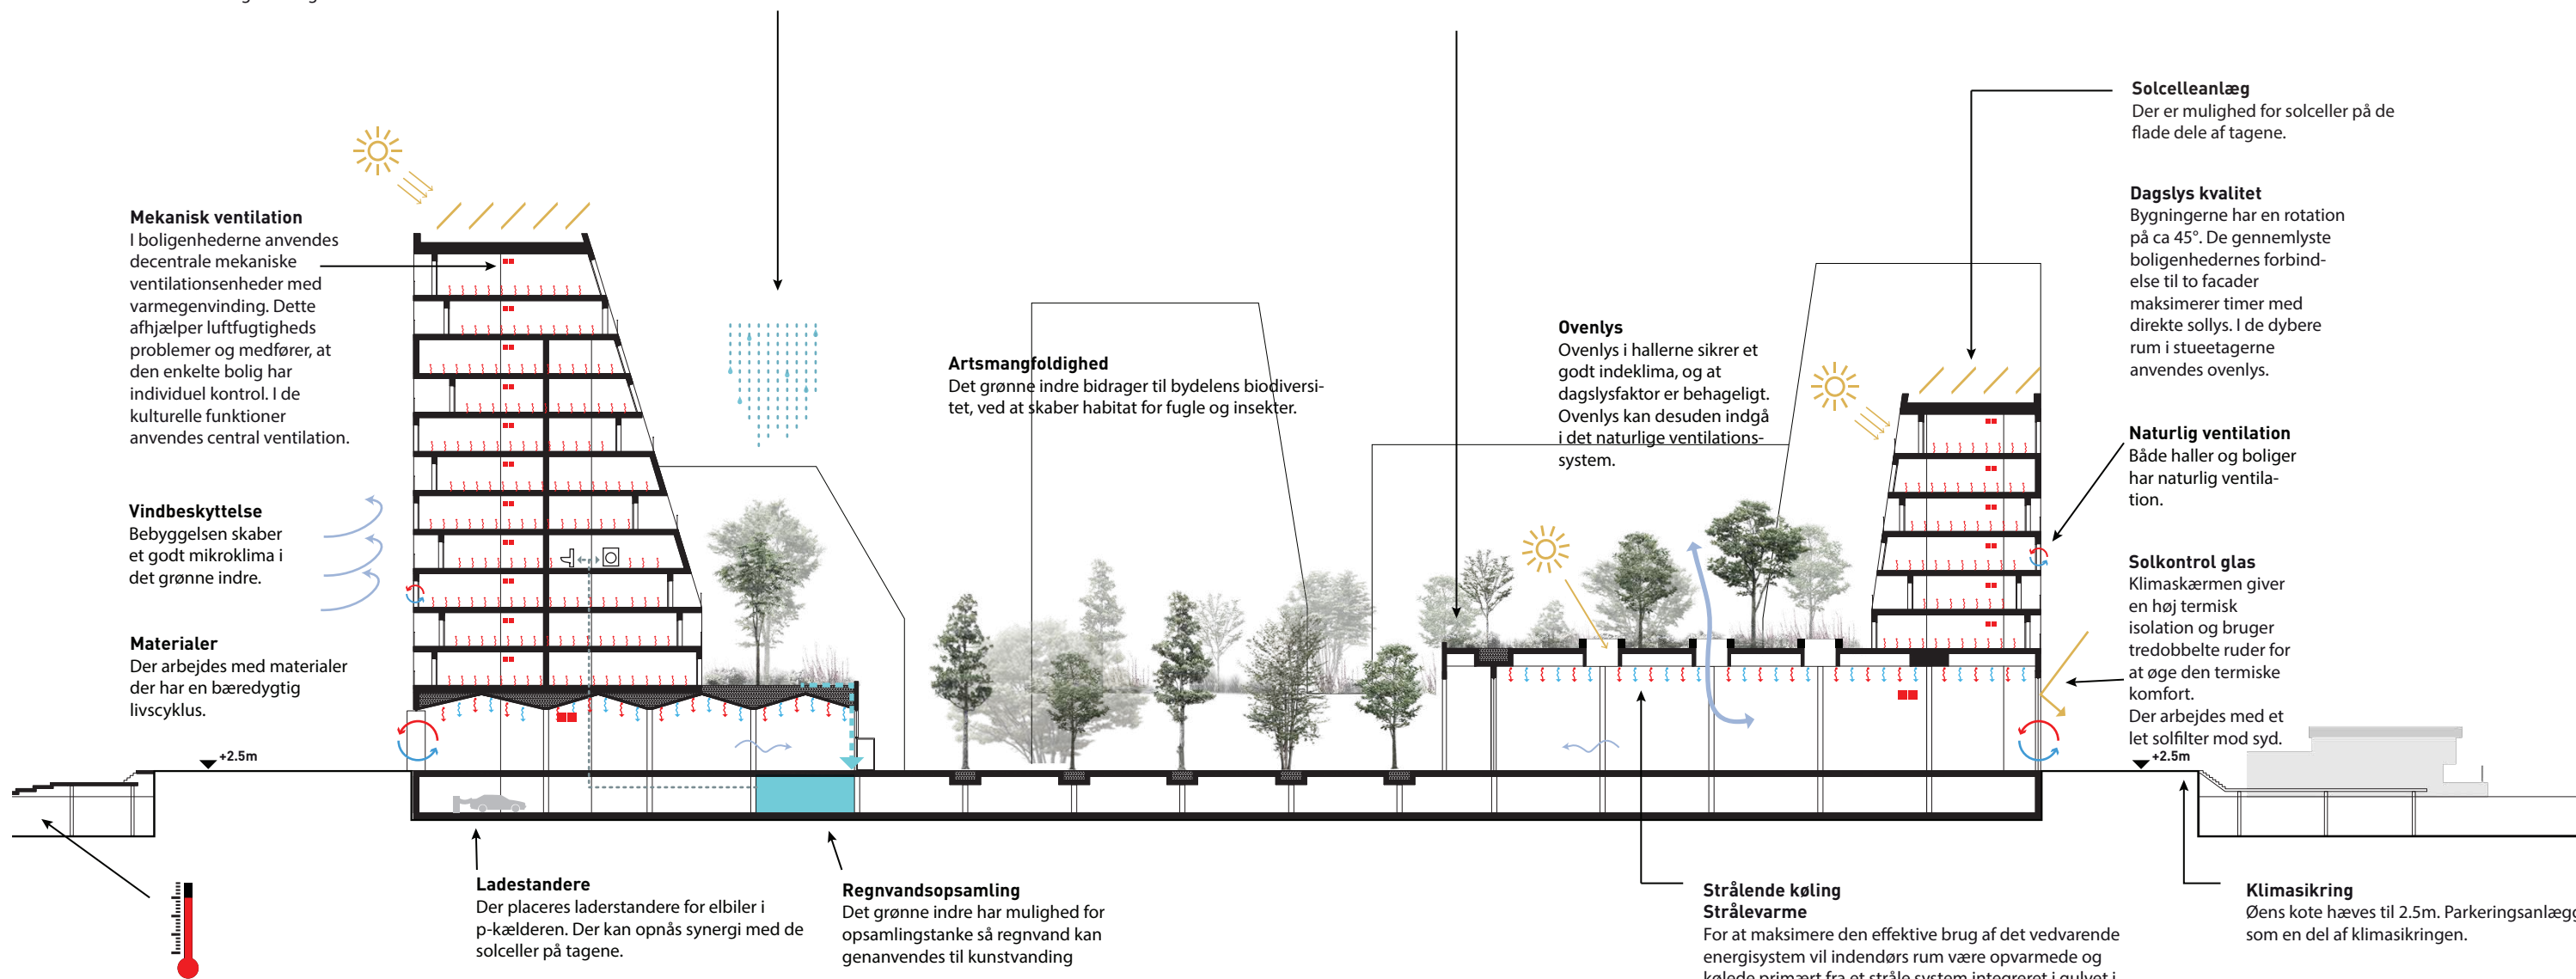 Solcelleanlæg
Der er mulighed for solceller på de
flade dele af tagene.
Mekanisk ventilation
I boligenhederne anvendes
decentrale mekaniske
ventilationsenheder med
varmegenvinding. Dette
afhjælper luftfugtigheds
problemer og medfører, at
den enkelte bolig har
individuel kontrol. I de
kulturelle funktioner
anvendes central ventilation.
Dagslys kvalitet
Bygningerne har en rotation
på ca 45°. De gennemlyste
boligenhedernes forbind-
else til to facader
maksimerer timer med
direkte sollys. I de dybere
rum i stueetagerne
anvendes ovenlys.
Artsmangfoldighed
Det grønne indre bidrager til bydelens biodiversi-
tet, ved at skaber habitat for fugle og insekter.
Ovenlys
Ovenlys i hallerne sikrer et
godt indeklima, og at
dagslysfaktor er behageligt.
Ovenlys kan desuden indgå
i det naturlige ventilations-
system.
Naturlig ventilation
Både haller og boliger
har naturlig ventila-
tion.
Vindbeskyttelse
Bebyggelsen skaber
et godt mikroklima i
det grønne indre.
Solkontrol glas
Klimaskærmen giver
en høj termisk
isolation og bruger
tredobbelte ruder for
at øge den termiske
komfort.
Der arbejdes med et
let solfilter mod syd.
Materialer
Der arbejdes med materialer
der har en bæredygtig
livscyklus.
+2.5m
+2.5m
Ladestandere
Der placeres laderstandere for elbiler i
p-kælderen. Der kan opnås synergi med de
solceller på tagene.
Regnvandsopsamling
Det grønne indre har mulighed for
opsamlingstanke så regnvand kan
genanvendes til kunstvanding
Strålende køling
Strålevarme
For at maksimere den effektive brug af det vedvarende
energisystem vil indendørs rum være opvarmede og
kølede primært fra et stråle system integreret i gulvet i
Klimasikring
Øens kote hæves til 2.5m. Parkeringsanlægg
som en del af klimasikringen.